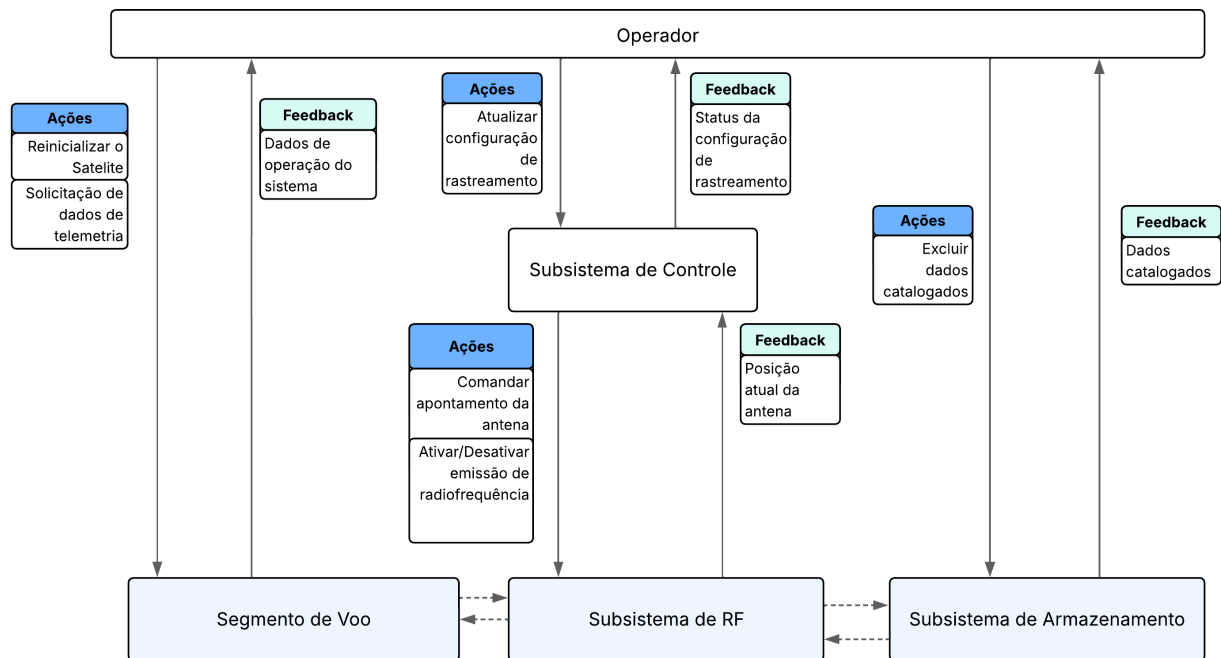 Operador
Ações
Reinicializar o
Satelite
Solicitação de
dados de
telemetria
Feedback
Dados de
operação do
sistema
Ações
Atualizar
configuração
de
rastreamento
Feedback
Status da
configuração
de
rastreamento
Ações
Excluir
dados
catalogados
Feedback
Dados
catalogados
Subsistema de Controle
Ações
Comandar
apontamento da
antena
Ativar/Desativar
emissão de
radiofrequência
Feedback
Posição
atual da
antena
Segmento de Voo
Subsistema de RF
Subsistema de Armazenamento